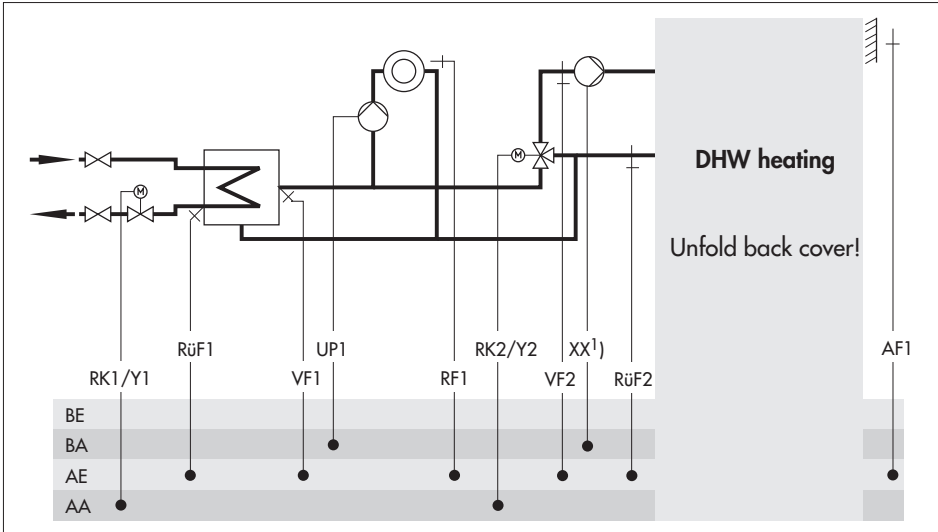 M
M
DHW heating
Unfold back cover!
RüF1
UP1
RK2/Y2
XX1)
AF1
RK1/Y1
VF1
RF1
VF2
RüF2
BE
BA
AE
AA